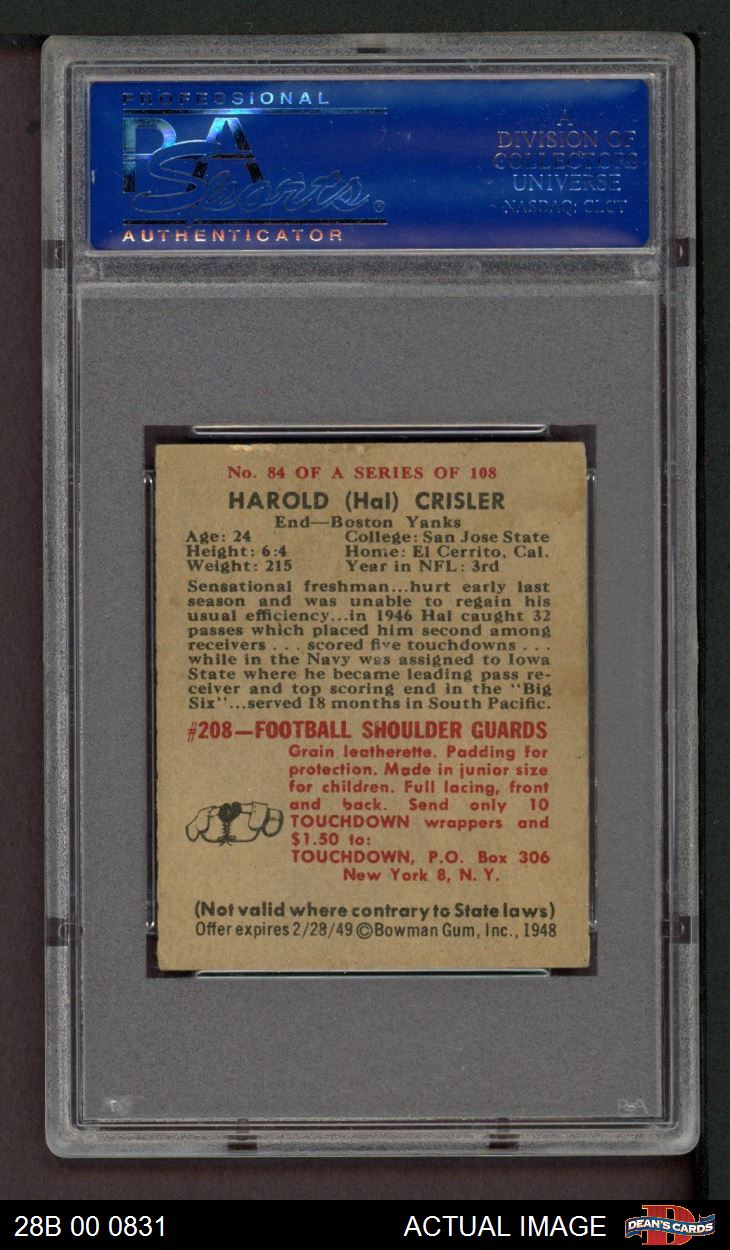 PROFESSIONAL
PSA
Sports®
AUTHENTICATOR
A
DIVISION OF
COLLECTORS
UNIVERSE
NASDAQ: CLCT
No. 84 OF A SERIES OF 108
HAROLD (Hal) CRISLER
End—Boston Yanks
Age: 24 College: San Jose State
Height: 6:4 Home: El Cerrito, Cal.
Weight: 215 Year in NFL: 3rd
Sensational freshman...hurt early last
season and was unable to regain his
usual efficiency...in 1946 Hal caught 32
passes which placed him second among
receivers . . . scored five touchdowns . . .
while in the Navy was assigned to Iowa
State where he became leading pass re-
ceiver and top scoring end in the "Big
Six"...served 18 months in South Pacific.
#208—FOOTBALL SHOULDER GUARDS
Grain leatherette. Padding for
protection. Made in junior size
for children. Full lacing, front
and back. Send only 10
TOUCHDOWN wrappers and
$1.50 to:
TOUCHDOWN, P.O. Box 306
New York 8, N. Y.
(Not valid where contrary to State laws)
Offer expires 2/28/49 ©Bowman Gum, Inc., 1948
PSA
28B 00 0831 ACTUAL IMAGE DEAN'S CARDS